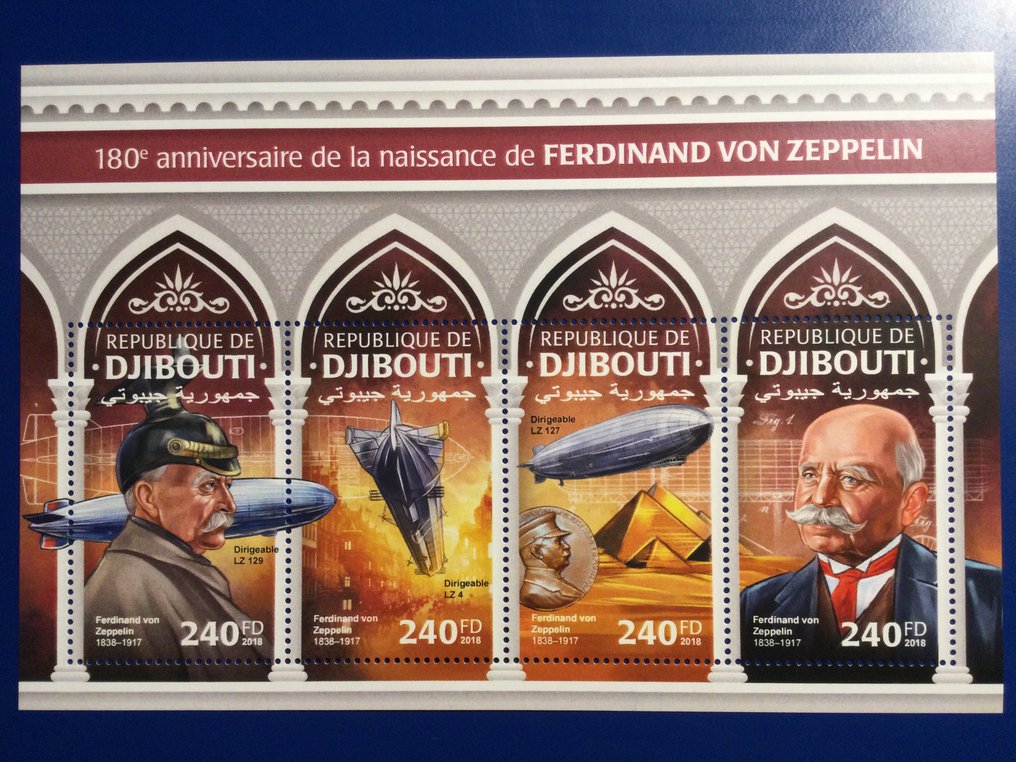 180e anniversaire de la naissance de FERDINAND VON ZEPPELIN
REPUBLIQUE DE
DJIBOUTI
جمهورية جيبوتي
Dirigeable
LZ 129
Ferdinand von
Zeppelin
1838–1917
240FD
2018
REPUBLIQUE DE
DJIBOUTI
جمهورية جيبوتي
Dirigeable
LZ 4
Ferdinand von
Zeppelin
1838–1917
240FD
2018
REPUBLIQUE DE
DJIBOUTI
جمهورية جيبوتي
Dirigeable
LZ 127
Ferdinand von
Zeppelin
1838–1917
240FD
2018
REPUBLIQUE DE
DJIBOUTI
جمهورية جيبوتي
Fig. 1.
Ferdinand von
Zeppelin
1838–1917
240FD
2018